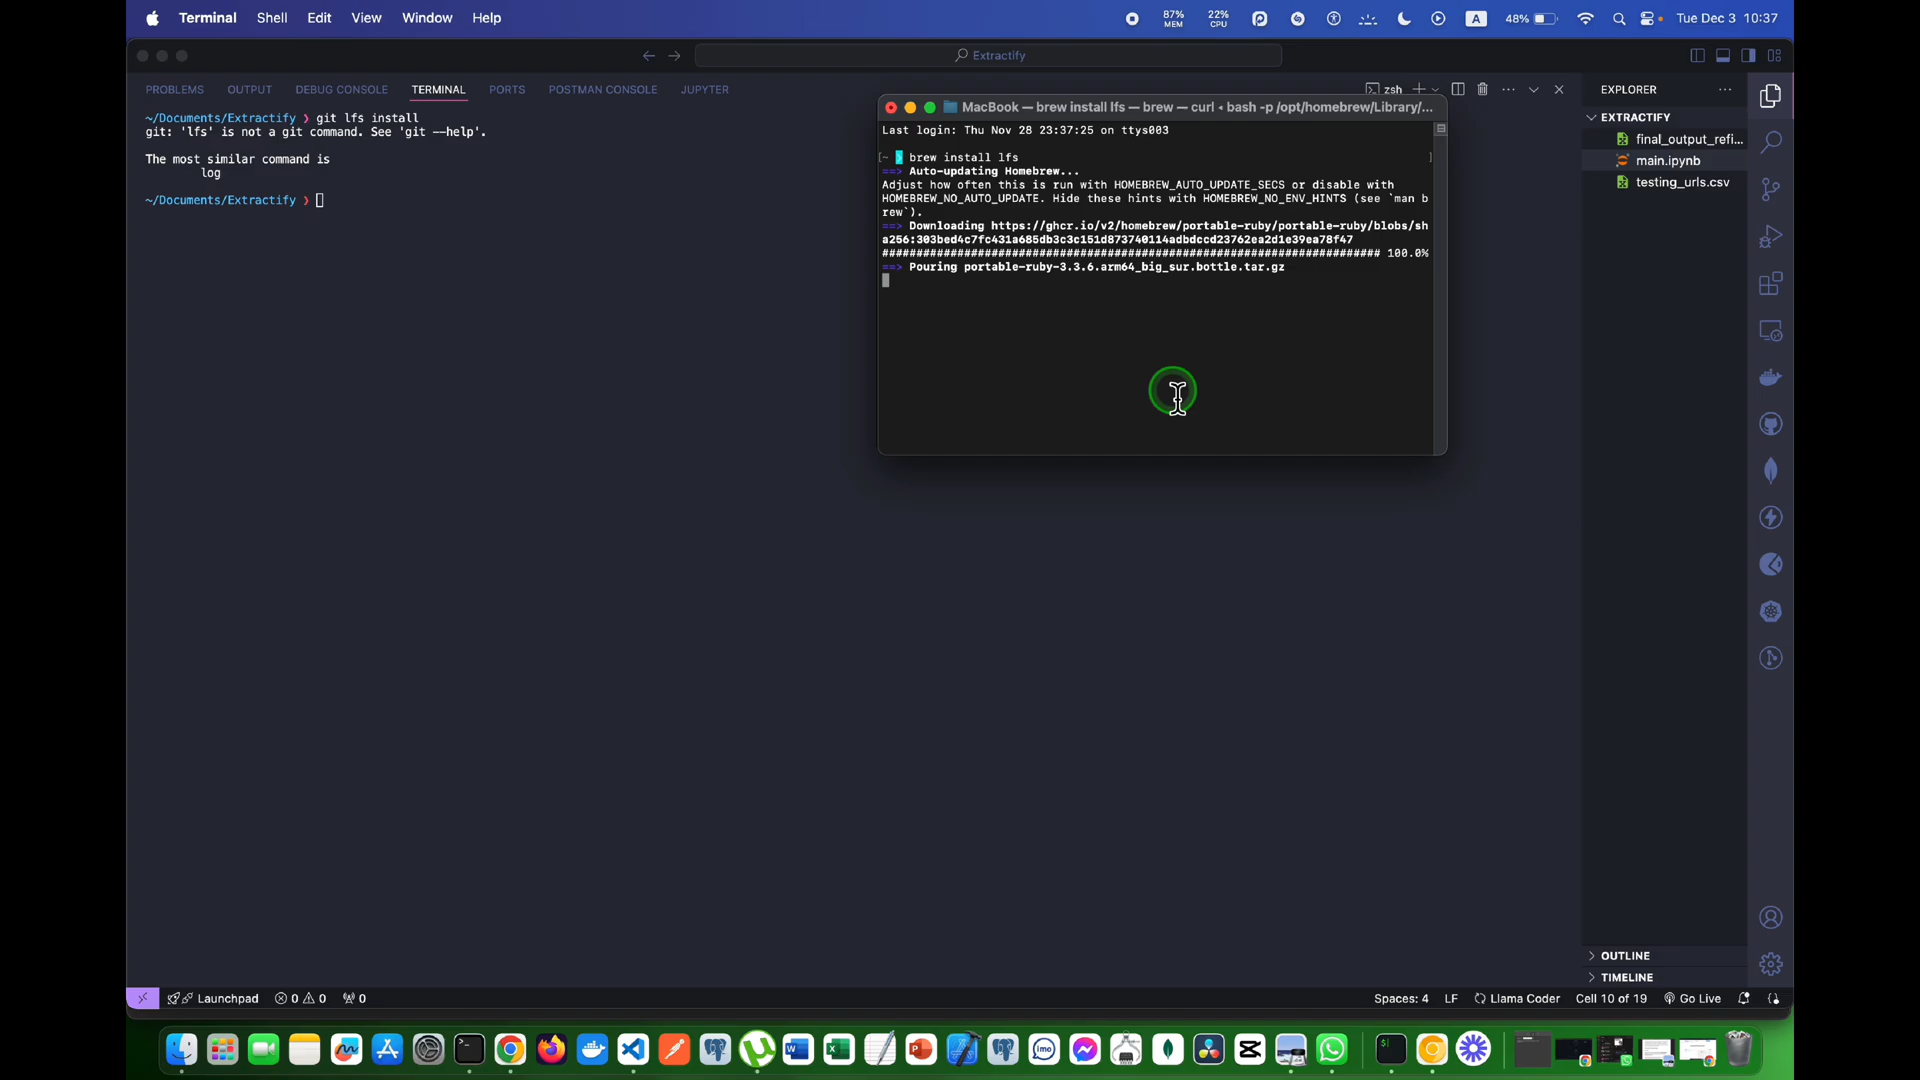 Terminal Shell Edit View Window Help
87% MEM 22% CPU A 48% Tue Dec 3 10:37
Extractify
PROBLEMS OUTPUT DEBUG CONSOLE TERMINAL PORTS POSTMAN CONSOLE JUPYTER
zsh
~/Documents/Extractify ❯ git lfs install
git: 'lfs' is not a git command. See 'git --help'.
The most similar command is
log
~/Documents/Extractify ❯
MacBook — brew install lfs — brew — curl ◂ bash -p /opt/homebrew/Library/...
Last login: Thu Nov 28 23:37:25 on ttys003
[~ ❯ brew install lfs ]
==> Auto-updating Homebrew...
Adjust how often this is run with HOMEBREW_AUTO_UPDATE_SECS or disable with
HOMEBREW_NO_AUTO_UPDATE. Hide these hints with HOMEBREW_NO_ENV_HINTS (see `man b
rew`).
==> Downloading https://ghcr.io/v2/homebrew/portable-ruby/portable-ruby/blobs/sh
a256:303bed4c7fc431a685db3c3c151d873740114adbdccd23762ea2d1e39ea78f47
######################################################################### 100.0%
==> Pouring portable-ruby-3.3.6.arm64_big_sur.bottle.tar.gz
EXPLORER
EXTRACTIFY
final_output_refi...
main.ipynb
testing_urls.csv
OUTLINE
TIMELINE
Launchpad 0 0 0
Spaces: 4 LF Llama Coder Cell 10 of 19 Go Live